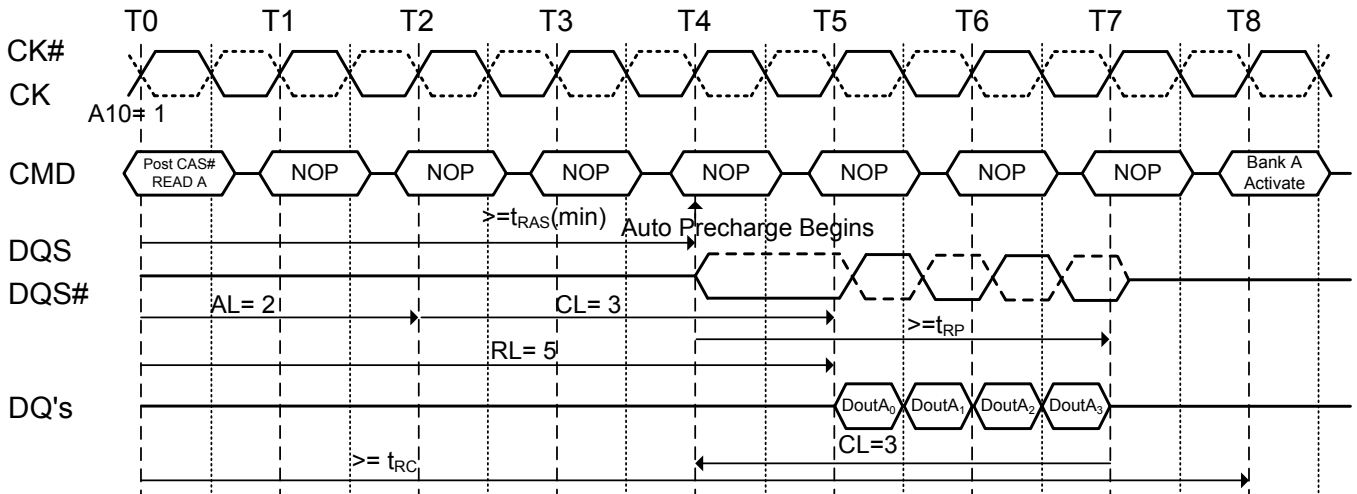 T0 T1 T2 T3 T4 T5 T6 T7 T8
CK#
CK
A10= 1
CMD
Post CAS#
READ A
NOP NOP NOP NOP NOP NOP NOP
Bank A
Activate
>=tRAS(min)
Auto Precharge Begins
DQS
DQS#
AL= 2 CL= 3
>=tRP
RL= 5
DQ's
DoutA0 DoutA1 DoutA2 DoutA3
CL=3
>= tRC